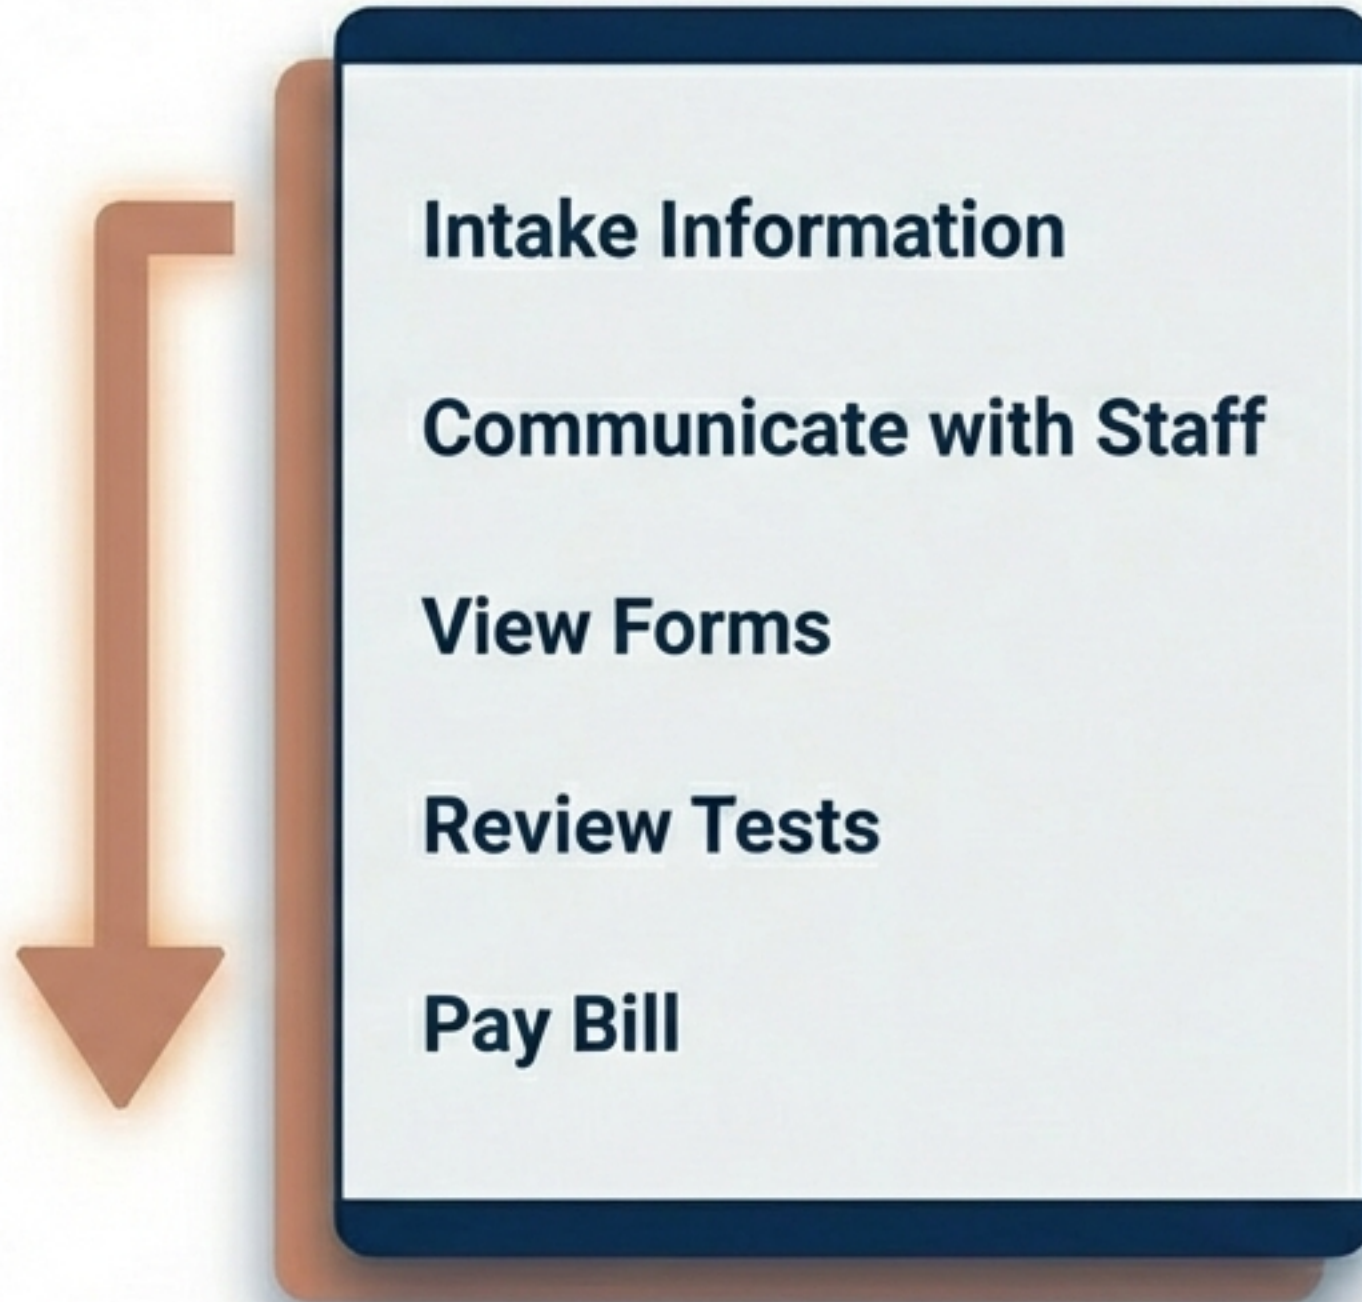 Intake Information
Communicate with Staff
View Forms
Review Tests
Pay Bill